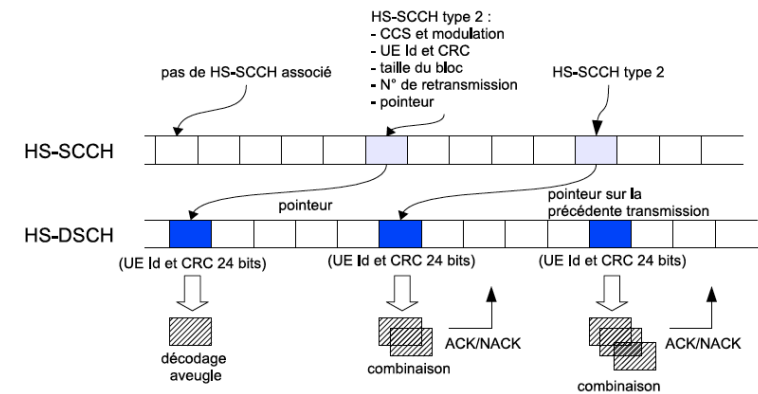 HS-SCCH type 2 :
- CCS et modulation
- UE Id et CRC
- taille du bloc
- N° de retransmission
- pointeur
pas de HS-SCCH associé
HS-SCCH type 2
HS-SCCH
pointeur
pointeur sur la
précédente transmission
HS-DSCH
(UE Id et CRC 24 bits)
(UE Id et CRC 24 bits)
(UE Id et CRC 24 bits)
décodage
aveugle
combinaison
ACK/NACK
combinaison
ACK/NACK